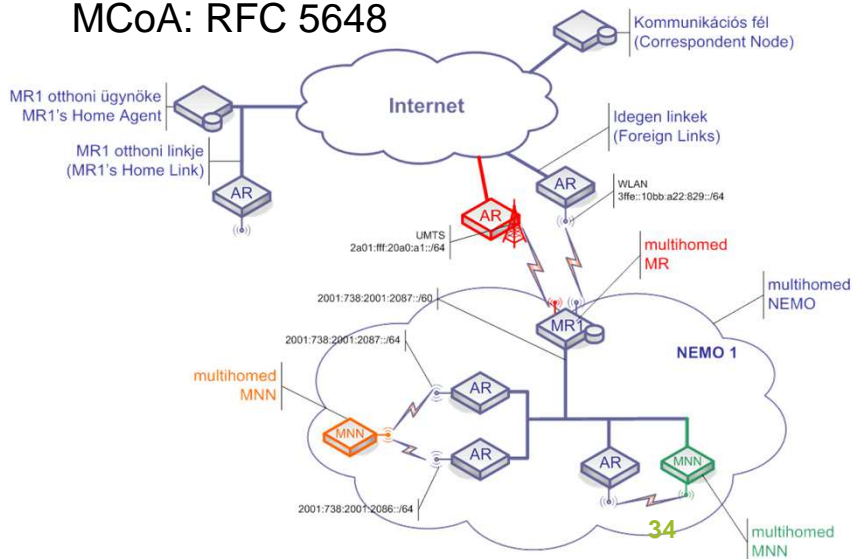 MCoA: RFC 5648
Kommunikációs fél
(Correspondent Node)
MR1 otthoni ügynöke
MR1's Home Agent
Internet
Idegen linkek
(Foreign Links)
MR1 otthoni linkje
(MR1's Home Link)
AR
AR
WLAN
3ffe::10bb:a22:829::/64
AR
UMTS
2a01:fff:20a0:a1::/64
multihomed
MR
multihomed
NEMO
2001:738:2001:2087::/60
MR1
NEMO 1
2001:738:2001:2087::/64
multihomed
MNN
AR
MNN
AR
AR
MNN
2001:738:2001:2086::/64
34
multihomed
MNN